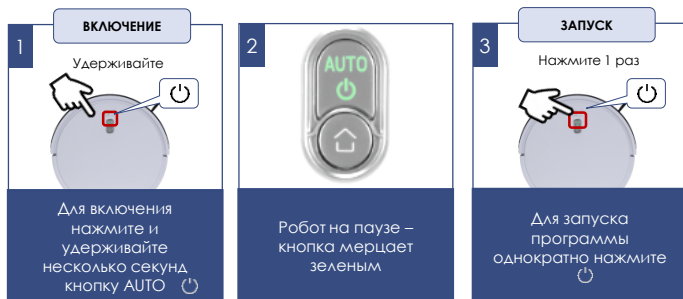 1
ВКЛЮЧЕНИЕ
Удерживайте
Для включения
нажмите и
удерживайте
несколько секунд
кнопку AUTO
2
AUTO
Робот на паузе –
кнопка мерцает
зеленым
3
ЗАПУСК
Нажмите 1 раз
Для запуска
программы
однократно нажмите